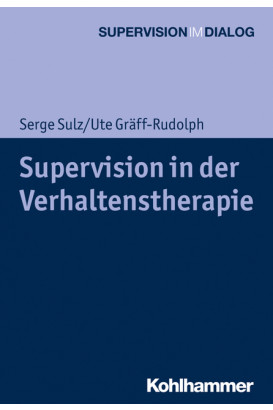 SUPERVISION IM DIALOG
Serge Sulz/Ute Gräff-Rudolph
Supervision in der
Verhaltenstherapie
Kohlhammer